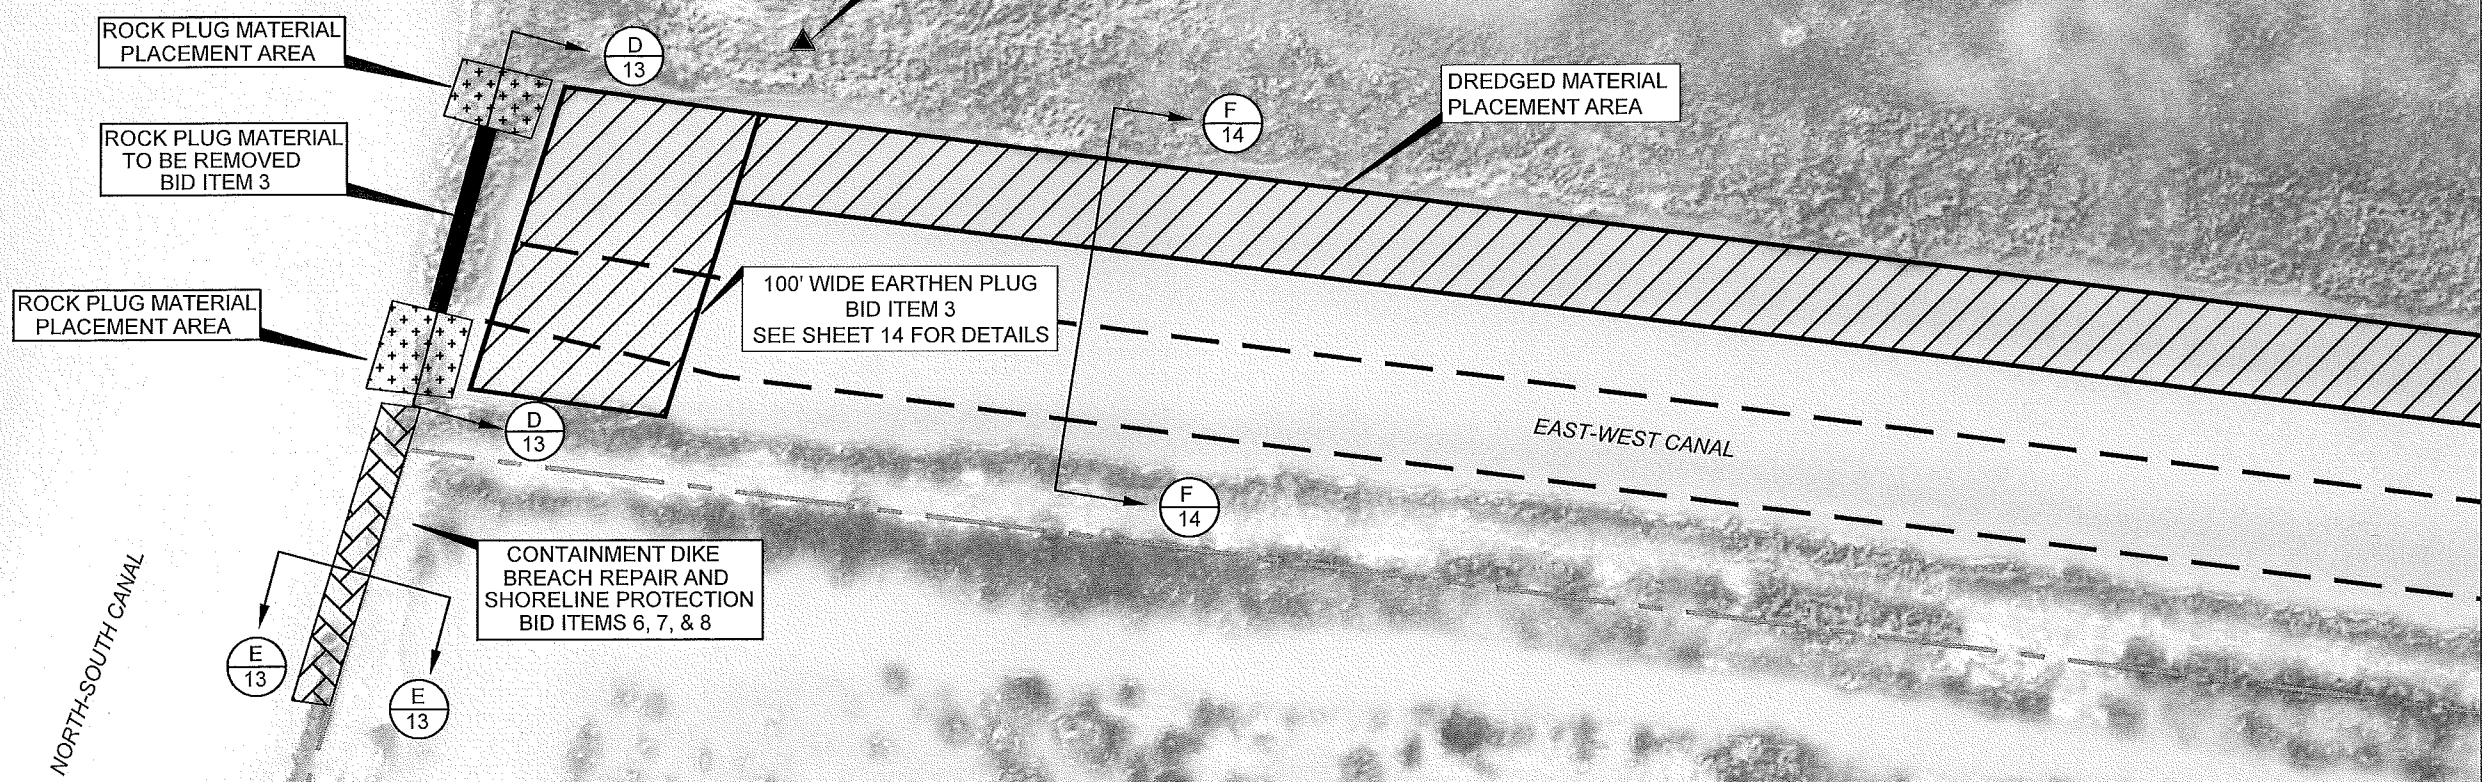 ROCK PLUG MATERIAL
PLACEMENT AREA
D
13
DREDGED MATERIAL
PLACEMENT AREA
F
14
ROCK PLUG MATERIAL
TO BE REMOVED
BID ITEM 3
100' WIDE EARTHEN PLUG
BID ITEM 3
SEE SHEET 14 FOR DETAILS
ROCK PLUG MATERIAL
PLACEMENT AREA
D
13
EAST-WEST CANAL
F
14
CONTAINMENT DIKE
BREACH REPAIR AND
SHORELINE PROTECTION
BID ITEMS 6, 7, & 8
NORTH-SOUTH CANAL
E
13
E
13